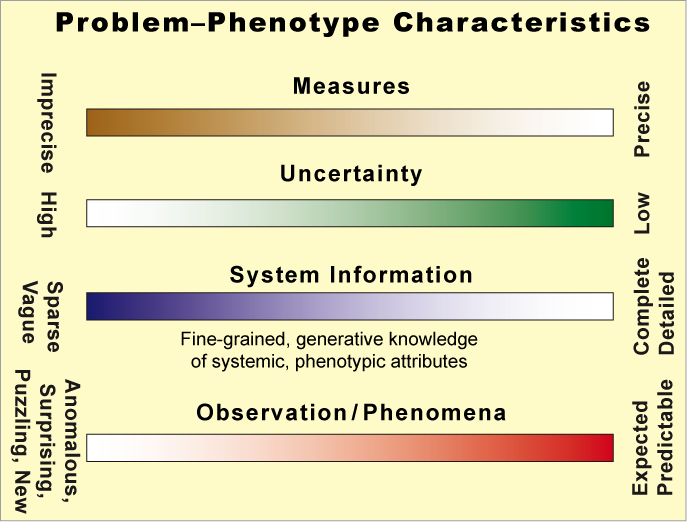 Problem–Phenotype Characteristics
Measures
Imprecise
Precise
Uncertainty
High
Low
System Information
Sparse
Vague
Complete
Detailed
Fine-grained, generative knowledge
of systemic, phenotypic attributes
Observation/Phenomena
Anomalous,
Surprising,
Puzzling, New
Expected
Predictable